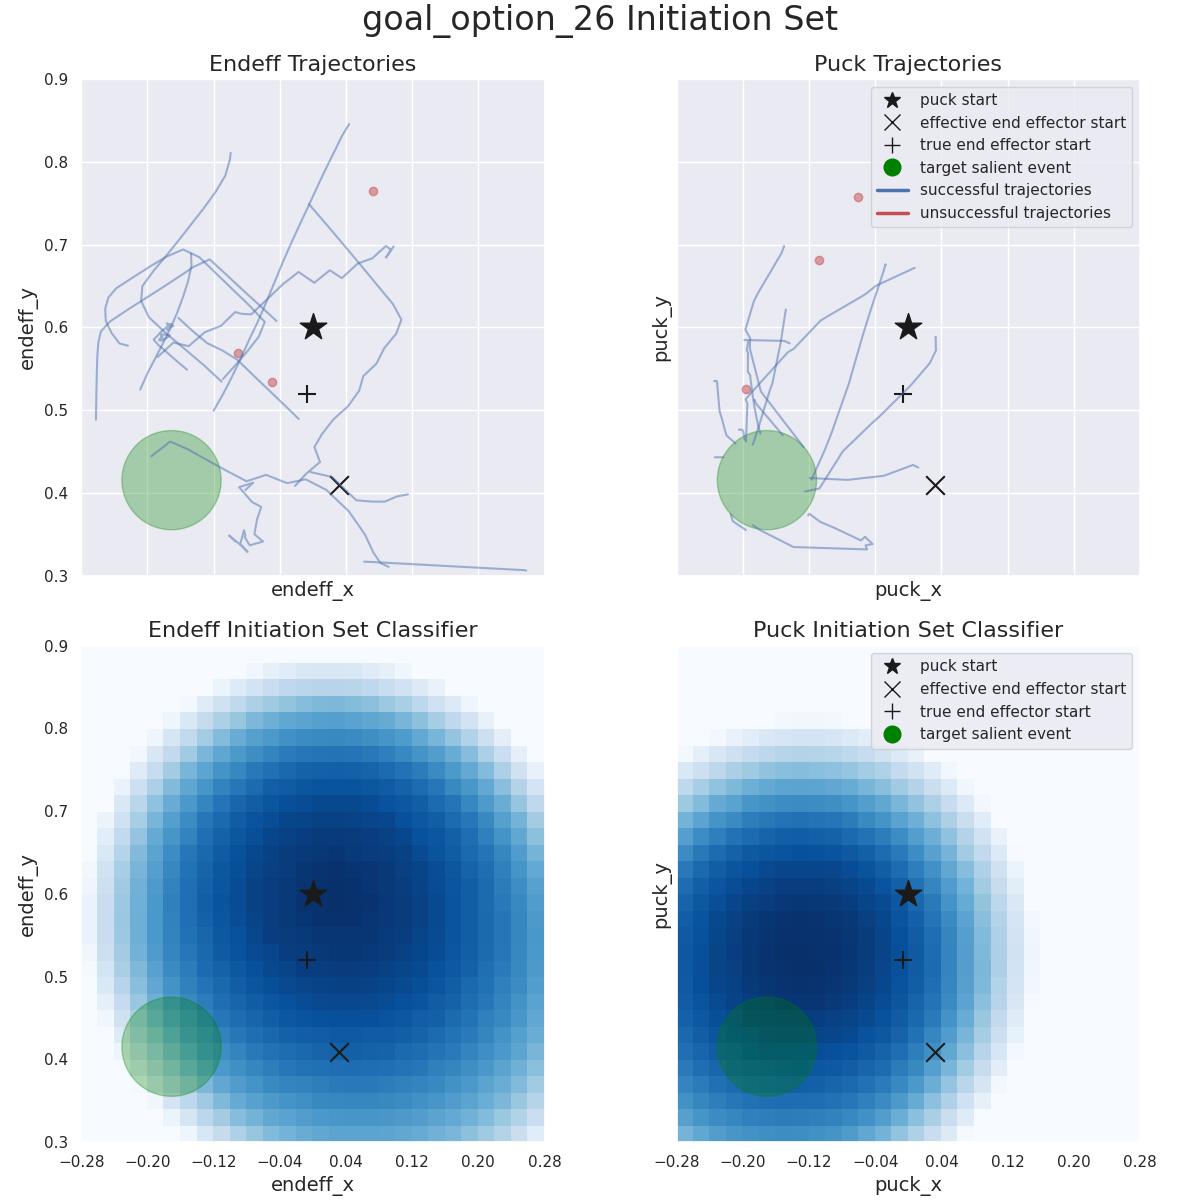 goal_option_26 Initiation Set
Endeff Trajectories
endeff_y
0.9
0.8
0.7
0.6
0.5
0.4
0.3
endeff_x
Puck Trajectories
puck start
effective end effector start
true end effector start
target salient event
successful trajectories
unsuccessful trajectories
puck_y
puck_x
Endeff Initiation Set Classifier
endeff_y
0.9
0.8
0.7
0.6
0.5
0.4
0.3
−0.28 −0.20 −0.12 −0.04 0.04 0.12 0.20 0.28
endeff_x
Puck Initiation Set Classifier
puck start
effective end effector start
true end effector start
target salient event
puck_y
−0.28 −0.20 −0.12 −0.04 0.04 0.12 0.20 0.28
puck_x